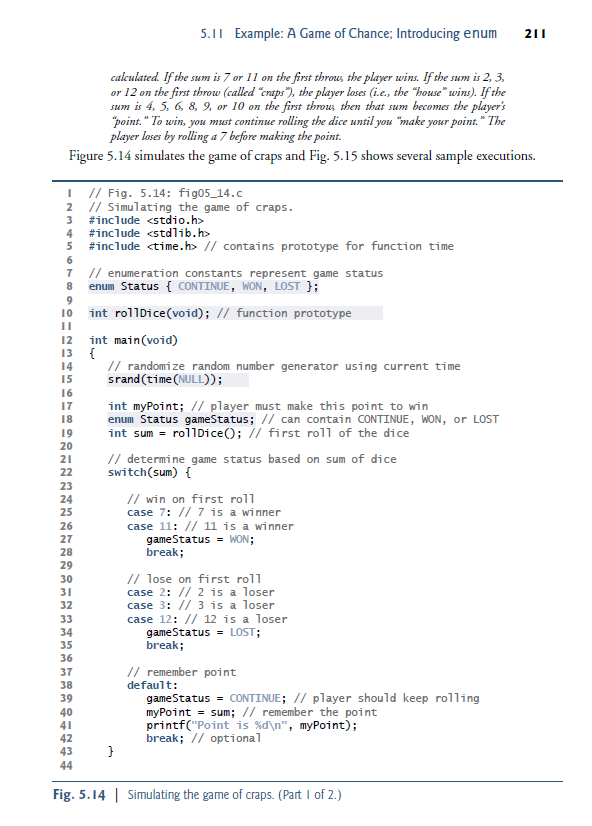 5.11 Example: A Game of Chance; Introducing enum 211
calculated. If the sum is 7 or 11 on the first throw, the player wins. If the sum is 2, 3,
or 12 on the first throw (called “craps”), the player loses (i.e., the “house” wins). If the
sum is 4, 5, 6, 8, 9, or 10 on the first throw, then that sum becomes the player’s
“point.” To win, you must continue rolling the dice until you “make your point.” The
player loses by rolling a 7 before making the point.
Figure 5.14 simulates the game of craps and Fig. 5.15 shows several sample executions.
1 // Fig. 5.14: fig05_14.c
2 // Simulating the game of craps.
3 #include <stdio.h>
4 #include <stdlib.h>
5 #include <time.h> // contains prototype for function time
6
7 // enumeration constants represent game status
8 enum Status { CONTINUE, WON, LOST };
9
10 int rollDice(void); // function prototype
11
12 int main(void)
13 {
14 // randomize random number generator using current time
15 srand(time(NULL));
16
17 int myPoint; // player must make this point to win
18 enum Status gameStatus; // can contain CONTINUE, WON, or LOST
19 int sum = rollDice(); // first roll of the dice
20
21 // determine game status based on sum of dice
22 switch(sum) {
23
24 // win on first roll
25 case 7: // 7 is a winner
26 case 11: // 11 is a winner
27 gameStatus = WON;
28 break;
29
30 // lose on first roll
31 case 2: // 2 is a loser
32 case 3: // 3 is a loser
33 case 12: // 12 is a loser
34 gameStatus = LOST;
35 break;
36
37 // remember point
38 default:
39 gameStatus = CONTINUE; // player should keep rolling
40 myPoint = sum; // remember the point
41 printf("Point is %d\n", myPoint);
42 break; // optional
43 }
44
Fig. 5.14 | Simulating the game of craps. (Part 1 of 2.)